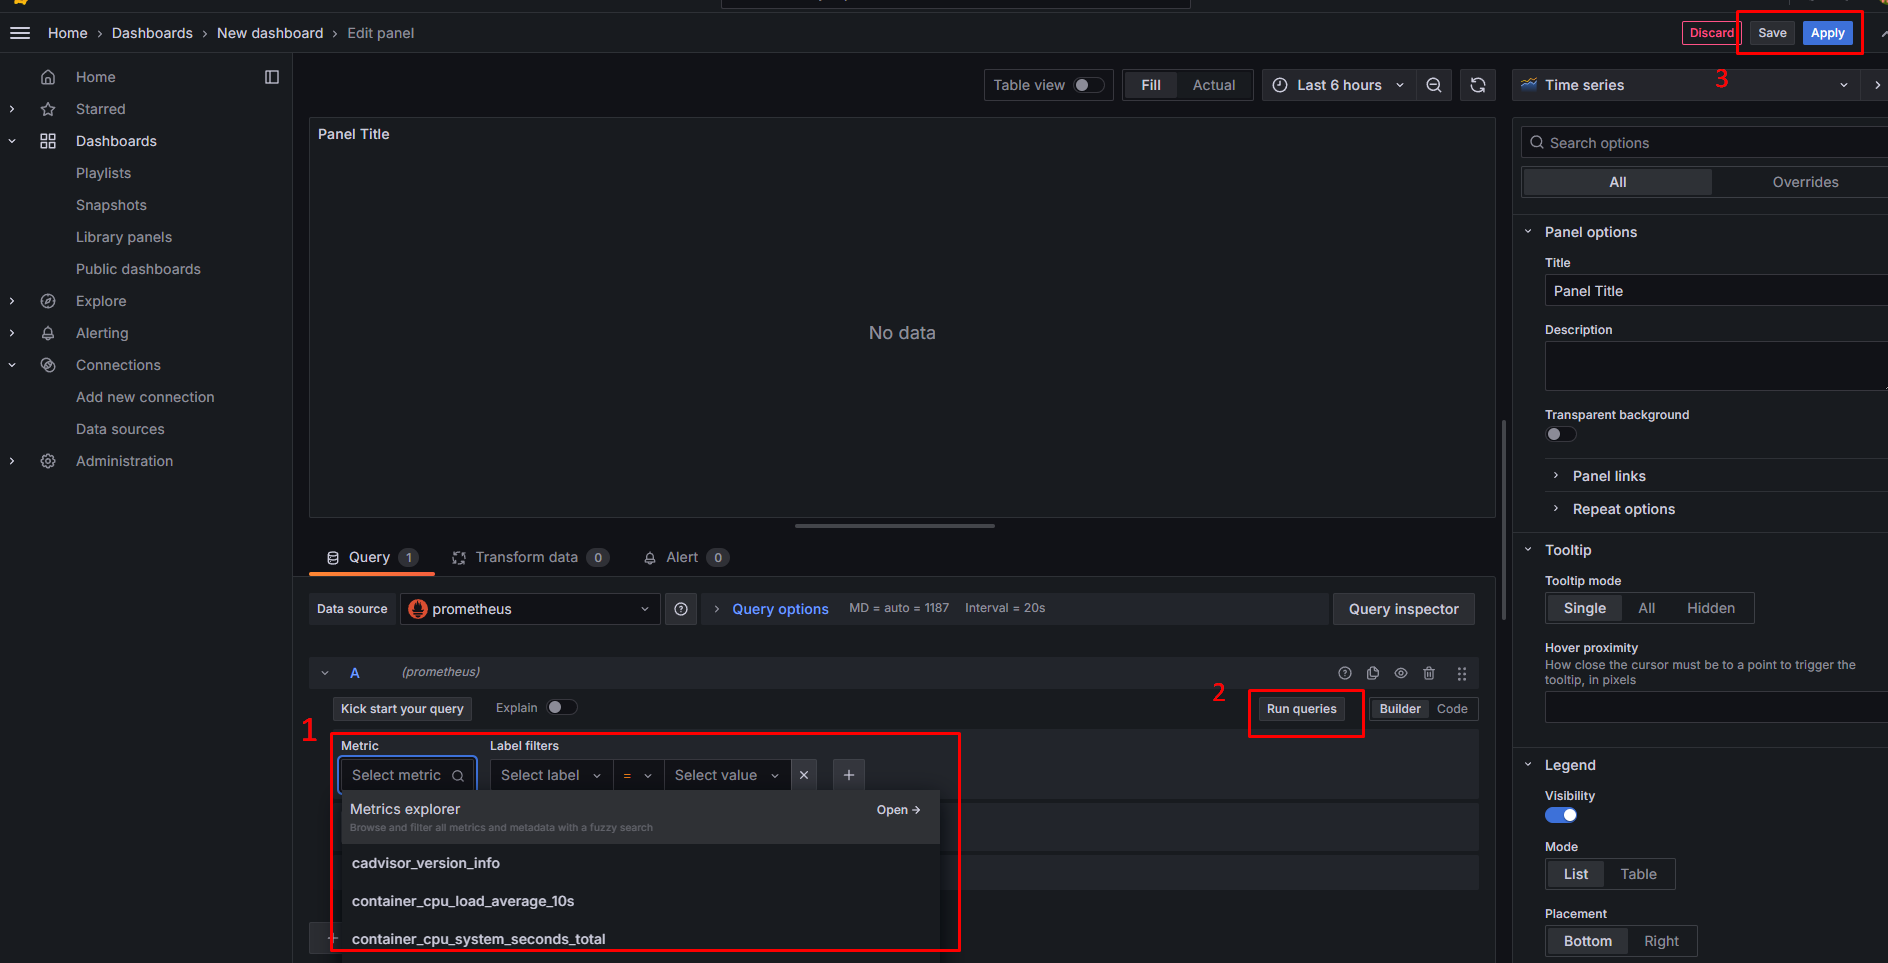 Home › Dashboards › New dashboard › Edit panel
Discard Save Apply
3
Home
Starred
Dashboards
Playlists
Snapshots
Library panels
Public dashboards
Explore
Alerting
Connections
Add new connection
Data sources
Administration
Table view Fill Actual Last 6 hours
Panel Title
No data
Query 1 Transform data 0 Alert 0
Data source prometheus Query options MD = auto = 1187 Interval = 20s Query inspector
A (prometheus)
Kick start your query Explain 2 Run queries Builder Code
1
Metric Label filters
Select metric Select label = Select value
Metrics explorer Open →
Browse and filter all metrics and metadata with a fuzzy search
cadvisor_version_info
container_cpu_load_average_10s
container_cpu_system_seconds_total
Time series
Search options
All Overrides
Panel options
Title
Panel Title
Description
Transparent background
Panel links
Repeat options
Tooltip
Tooltip mode
Single All Hidden
Hover proximity
How close the cursor must be to a point to trigger the
tooltip, in pixels
Legend
Visibility
Mode
List Table
Placement
Bottom Right